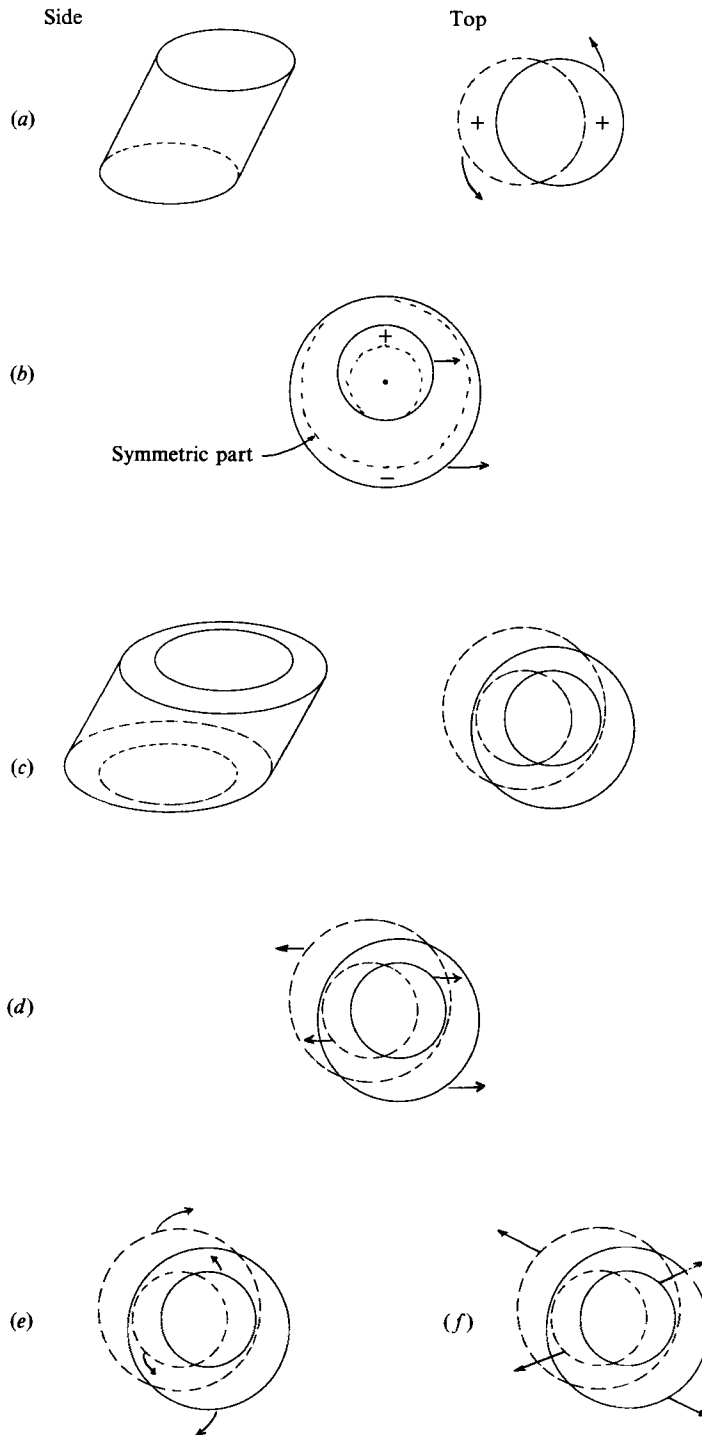 Side
Top
(a)
+ +
(b)
+
Symmetric part
−
(c)
(d)
(e)
(f)